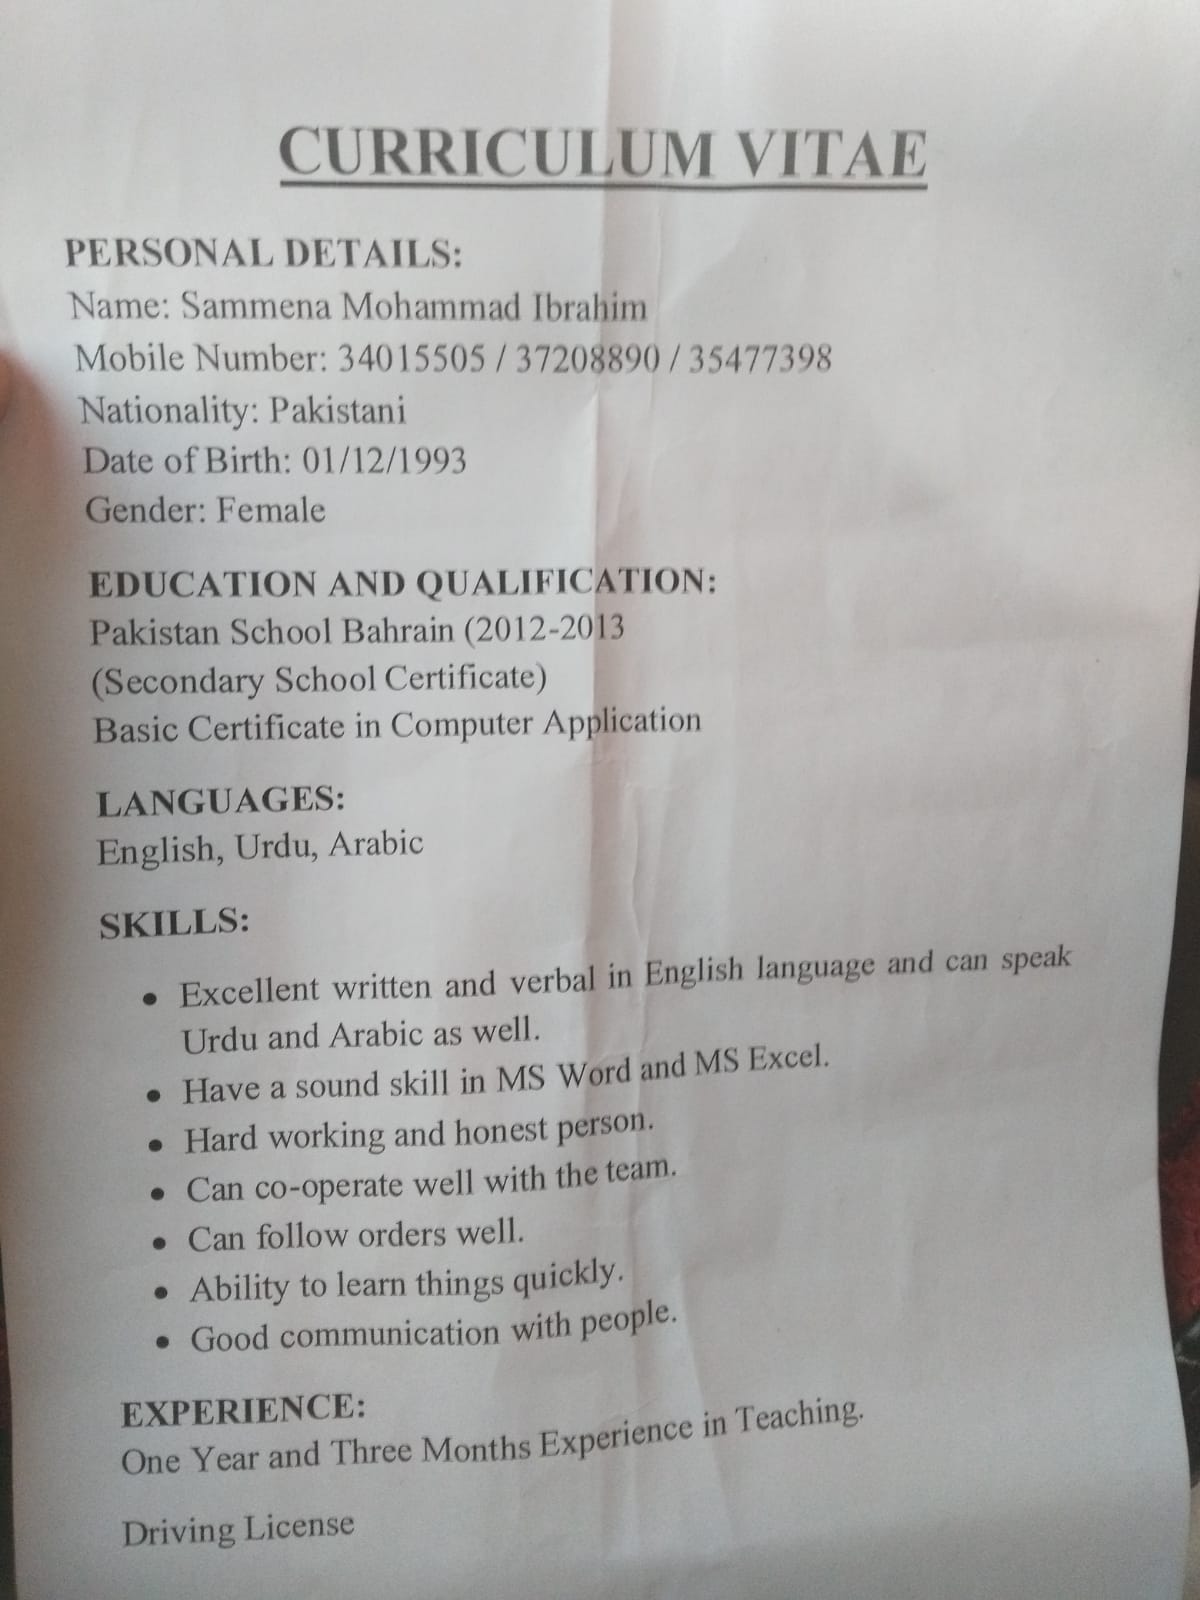 CURRICULUM VITAE
PERSONAL DETAILS:
Name: Sammena Mohammad Ibrahim
Mobile Number: 34015505 / 37208890 / 35477398
Nationality: Pakistani
Date of Birth: 01/12/1993
Gender: Female
EDUCATION AND QUALIFICATION:
Pakistan School Bahrain (2012-2013
(Secondary School Certificate)
Basic Certificate in Computer Application
LANGUAGES:
English, Urdu, Arabic
SKILLS:
• Excellent written and verbal in English language and can speak
Urdu and Arabic as well.
• Have a sound skill in MS Word and MS Excel.
• Hard working and honest person.
• Can co-operate well with the team.
• Can follow orders well.
• Ability to learn things quickly.
• Good communication with people.
EXPERIENCE:
One Year and Three Months Experience in Teaching.
Driving License